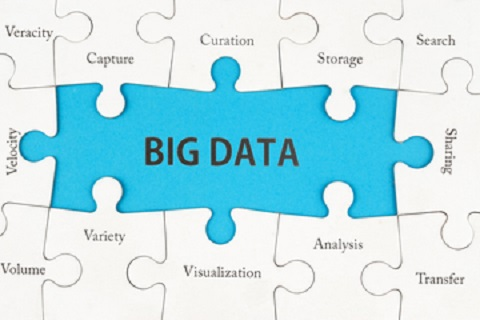 Veracity
Capture
Curation
Storage
Search
Velocity
BIG DATA
Sharing
Variety
Analysis
Volume
Visualization
Transfer